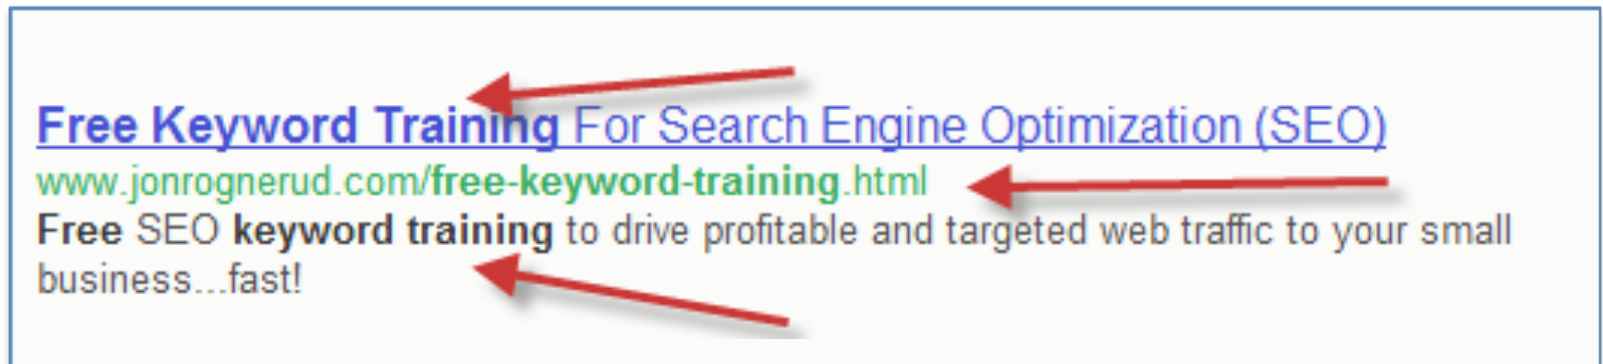 Free Keyword Training For Search Engine Optimization (SEO)
www.jonrognerud.com/free-keyword-training.html
Free SEO keyword training to drive profitable and targeted web traffic to your small
business...fast!